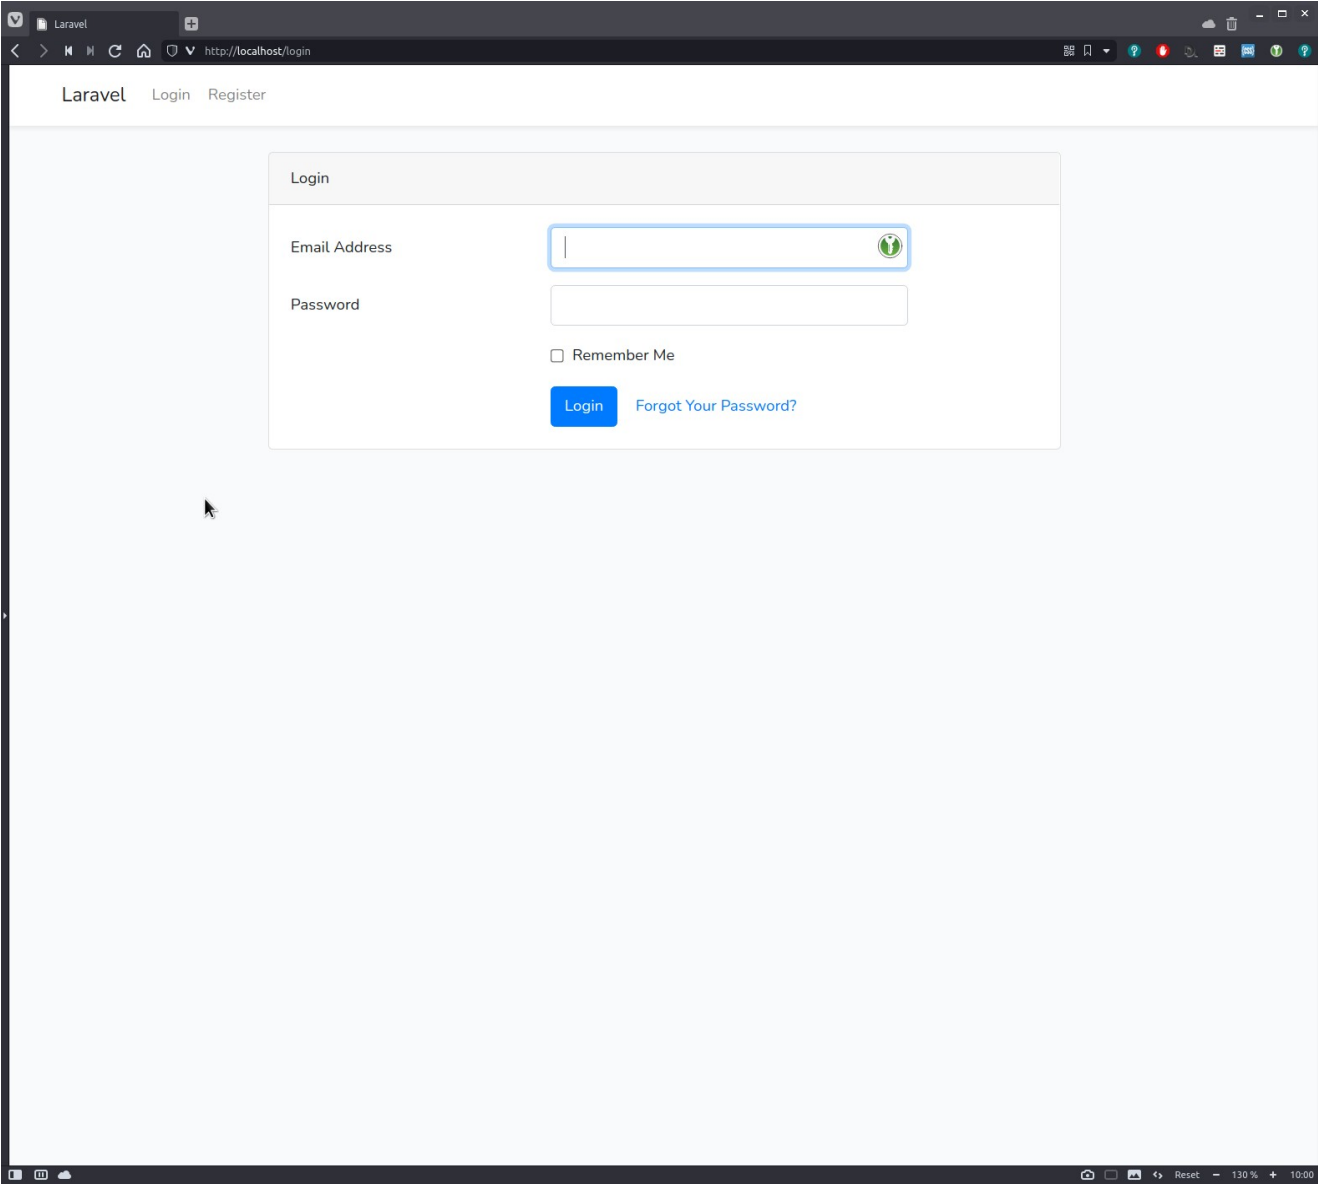 Laravel
http://localhost/login
Laravel Login Register
Login
Email Address
Password
Remember Me
Login Forgot Your Password?
Reset 130 % 10:00